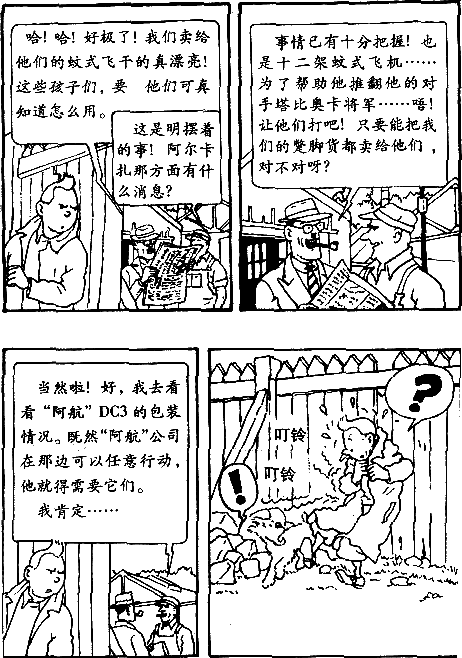 哈！哈！好极了！我们卖给
他们的蚊式飞干的真漂亮！
这些孩子们，要 他们可真
知道怎么用。
这是明摆着
的事！阿尔卡
扎那方面有什
么消息？
事情已有十分把握！也
是十二架蚊式飞机……
为了帮助他推翻他的对
手塔比奥卡将军……唔！
让他们打吧！只要能把我
们的蹩脚货都卖给他们，
对不对呀？
当然啦！好，我去看
看“阿航”DC3的包装
情况。既然“阿航”公司
在那边可以任意行动，
他就得需要它们。
我肯定……
?
叮铃
叮铃
!